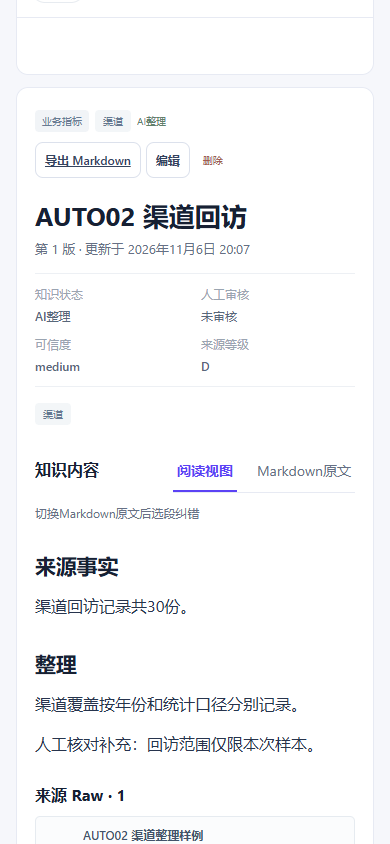 业务指标 渠道 AI整理
导出 Markdown 编辑 删除
AUTO02 渠道回访
第 1 版 · 更新于 2026年11月6日 20:07
知识状态 人工审核
AI整理 未审核
可信度 来源等级
medium D
渠道
知识内容 阅读视图 Markdown原文
切换Markdown原文后选段纠错
来源事实
渠道回访记录共30份。
整理
渠道覆盖按年份和统计口径分别记录。
人工核对补充：回访范围仅限本次样本。
来源 Raw · 1
AUTO02 渠道整理样例